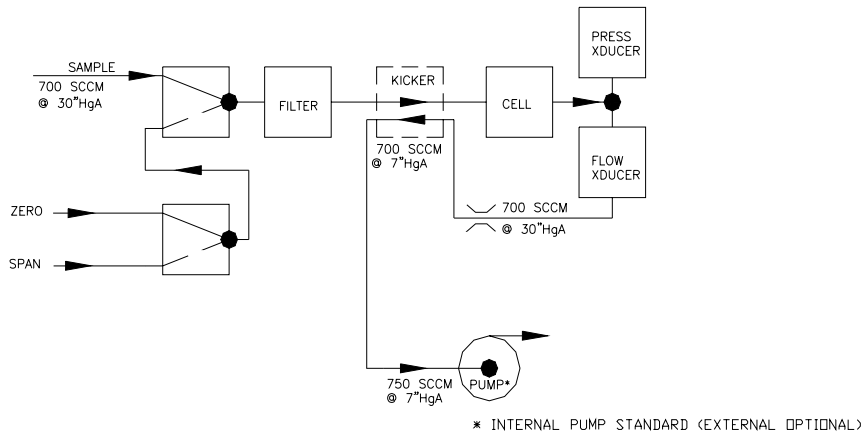 SAMPLE
700 SCCM
@ 30"HgA
FILTER
KICKER
700 SCCM
@ 7"HgA
CELL
PRESS
XDUCER
FLOW
XDUCER
700 SCCM
@ 30"HgA
ZERO
SPAN
750 SCCM
@ 7"HgA
PUMP*
* INTERNAL PUMP STANDARD (EXTERNAL OPTIONAL)